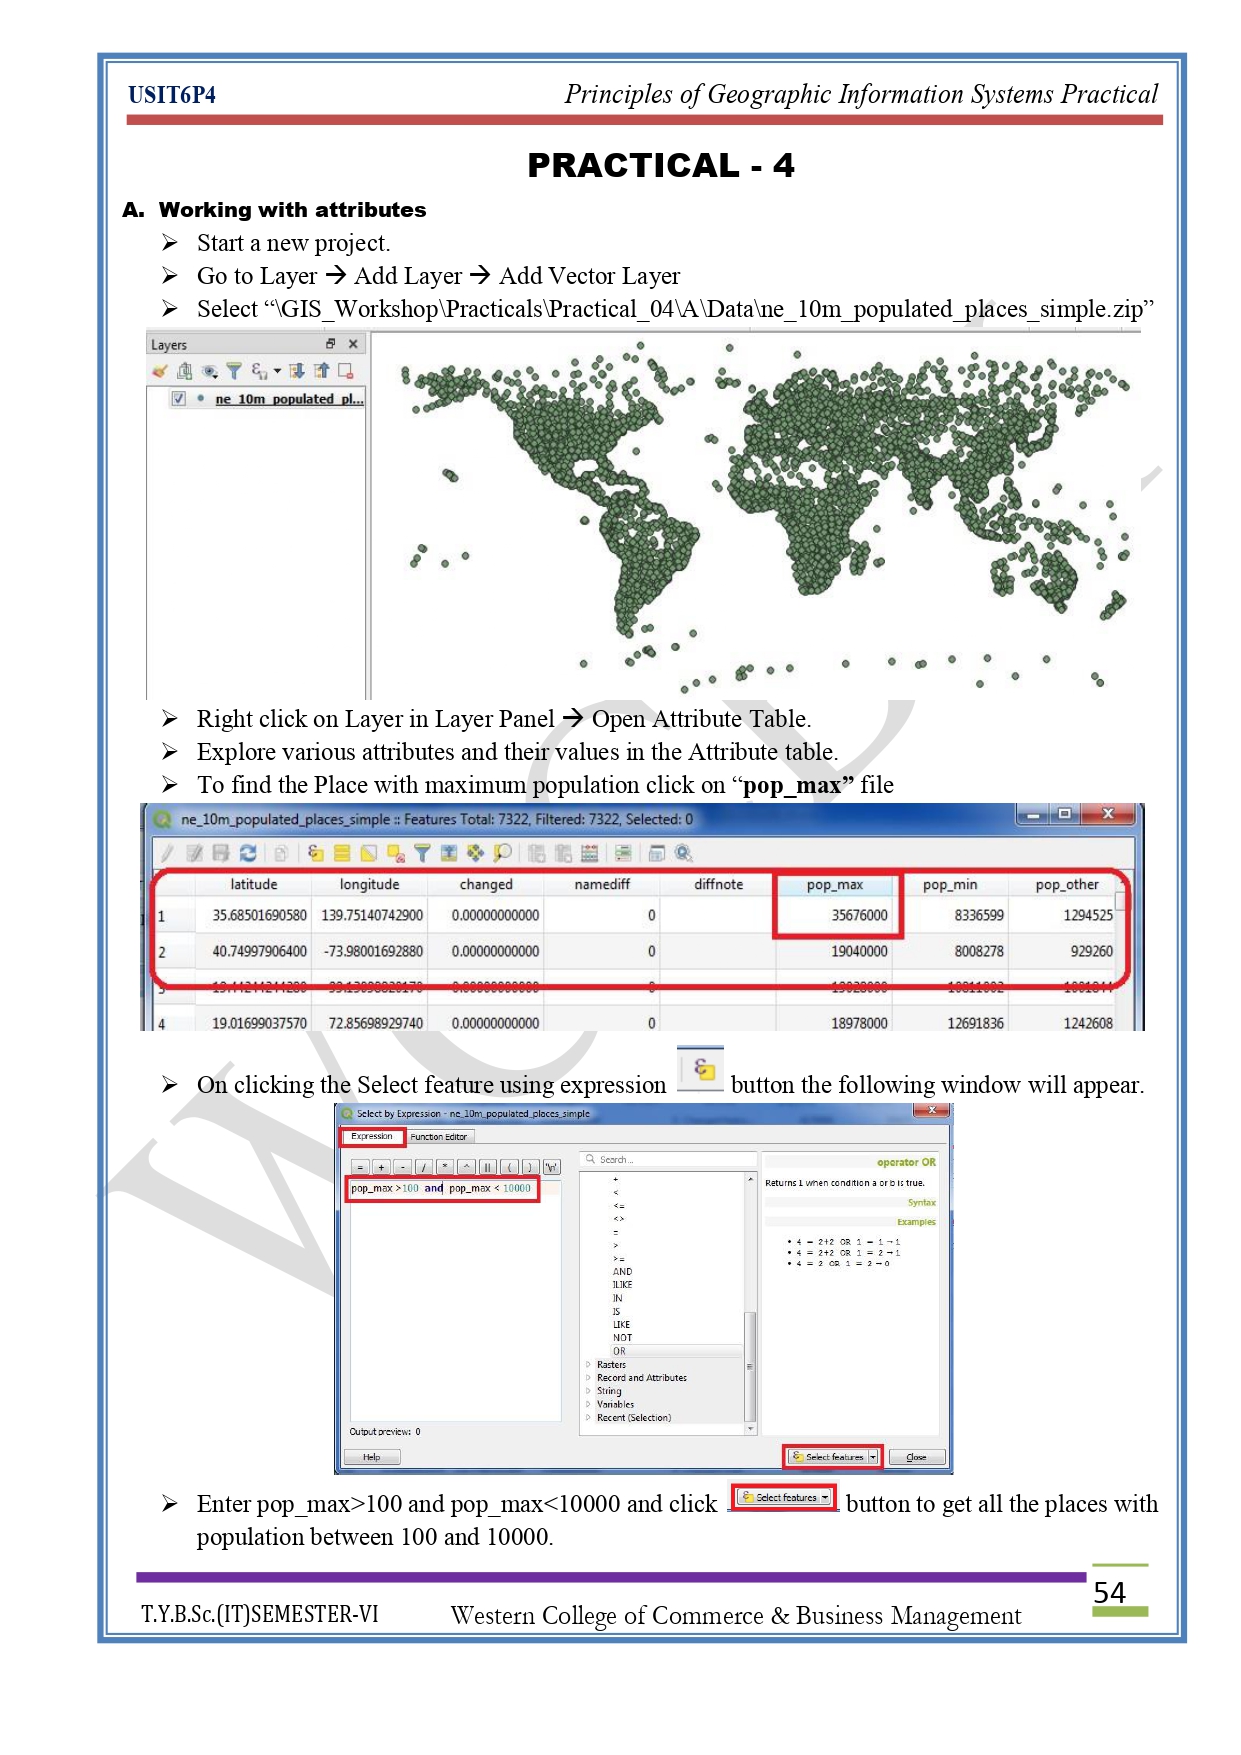 USIT6P4 Principles of Geographic Information Systems Practical
PRACTICAL - 4
A. Working with attributes
➢ Start a new project.
➢ Go to Layer → Add Layer → Add Vector Layer
➢ Select “\GIS_Workshop\Practicals\Practical_04\A\Data\ne_10m_populated_places_simple.zip”
Layers
ne_10m_populated_pl...
➢ Right click on Layer in Layer Panel → Open Attribute Table.
➢ Explore various attributes and their values in the Attribute table.
➢ To find the Place with maximum population click on “pop_max” file
ne_10m_populated_places_simple :: Features Total: 7322, Filtered: 7322, Selected: 0
latitude longitude changed namediff diffnote pop_max pop_min pop_other
1 35.68501690580 139.75140742900 0.00000000000 0 35676000 8336599 1294525
2 40.74997906400 -73.98001692880 0.00000000000 0 19040000 8008278 929260
3 0.00000000000 0
4 19.01699037570 72.85698929740 0.00000000000 0 18978000 12691836 1242608
➢ On clicking the Select feature using expression button the following window will appear.
Select by Expression - ne_10m_populated_places_simple
Expression Function Editor
= + - / * ^ || ( ) '\n'
Search...
operator OR
pop_max >100 and pop_max < 10000
Returns 1 when condition a or b is true.
Syntax
Examples
• 4 = 2+2 OR 1 = 1 → 1
• 4 = 2+2 OR 1 = 2 → 1
• 4 = 2 OR 1 = 2 → 0
+
<
<=
<>
=
>
>=
AND
ILIKE
IN
IS
LIKE
NOT
OR
Rasters
Record and Attributes
String
Variables
Recent (Selection)
Output preview: 0
Help Select features Close
➢ Enter pop_max>100 and pop_max<10000 and click Select features button to get all the places with
population between 100 and 10000.
54
T.Y.B.Sc.(IT)SEMESTER-VI Western College of Commerce & Business Management